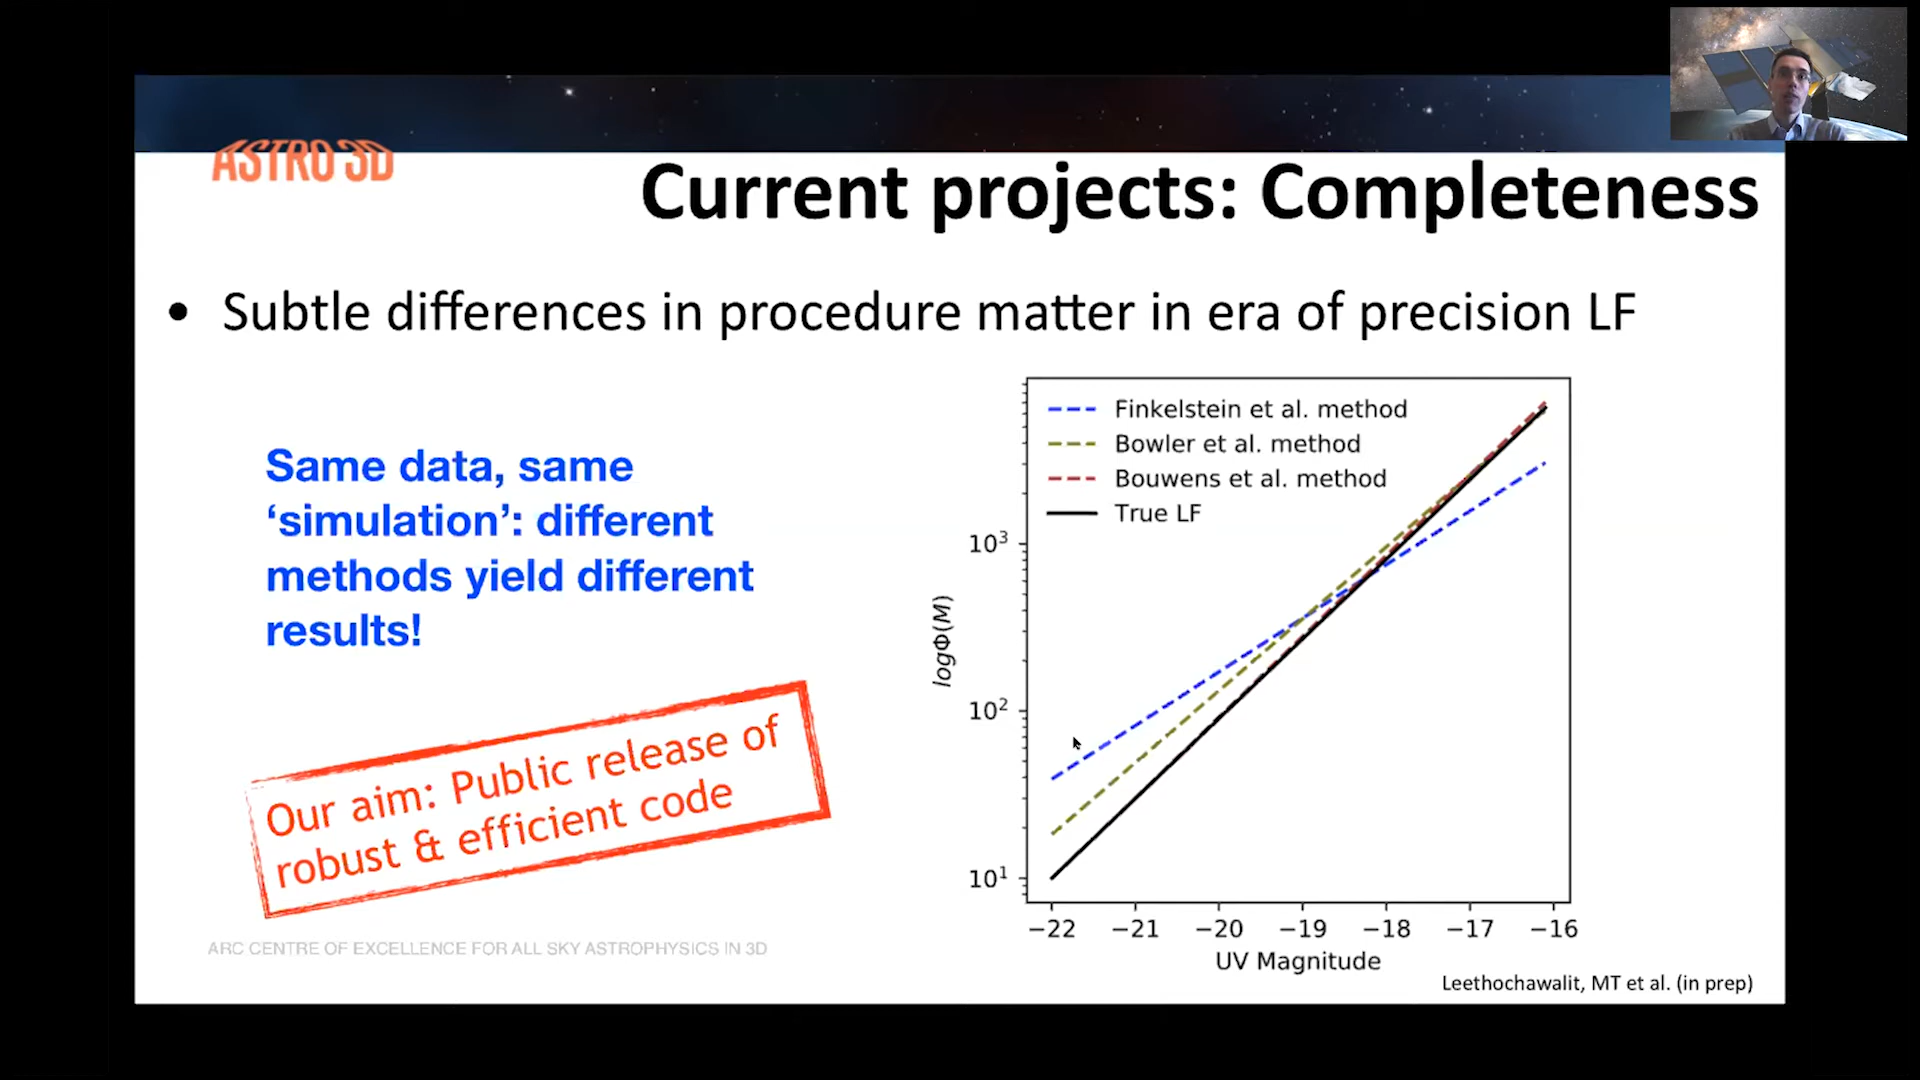 ASTRO 3D
Current projects: Completeness
• Subtle differences in procedure matter in era of precision LF
Same data, same
‘simulation’: different
methods yield different
results!
Our aim: Public release of
robust & efficient code
Finkelstein et al. method
Bowler et al. method
Bouwens et al. method
True LF
10³
10²
10¹
logΦ(M)
−22 −21 −20 −19 −18 −17 −16
UV Magnitude
Leethochawalit, MT et al. (in prep)
ARC CENTRE OF EXCELLENCE FOR ALL SKY ASTROPHYSICS IN 3D